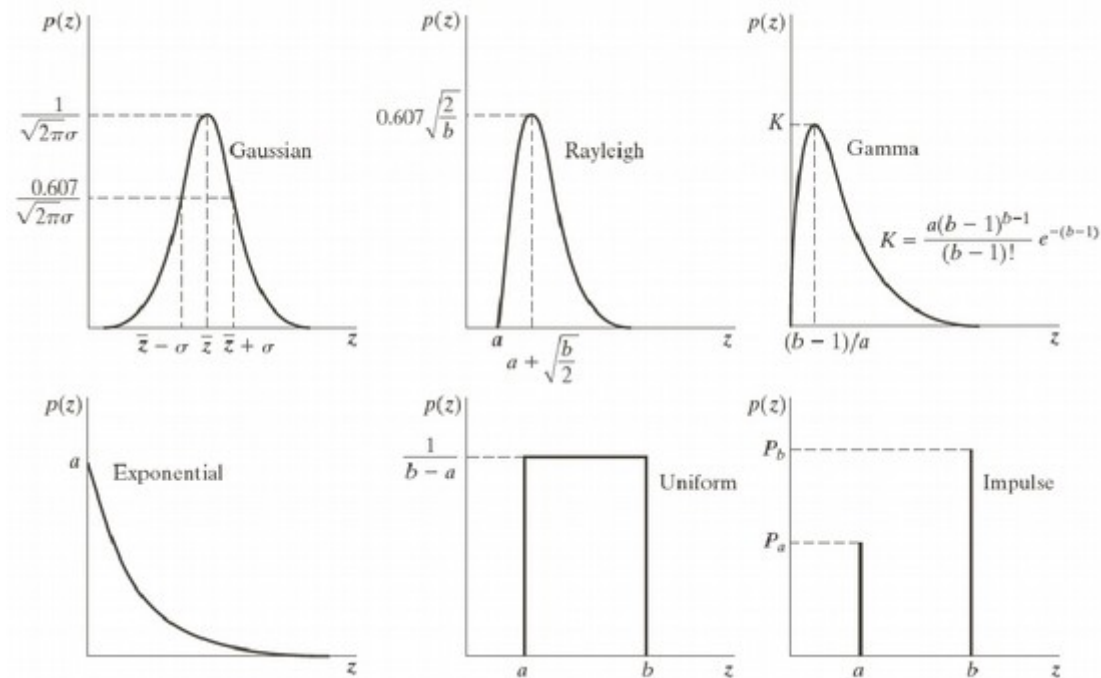 p(z)
1/√2πσ
Gaussian
0.607/√2πσ
z̄ − σ z̄ z̄ + σ z
p(z)
0.607 √2/b
Rayleigh
a z
a + √b/2
p(z)
K
Gamma
K = a(b − 1)^{b−1}/(b − 1)! e^{−(b−1)}
(b − 1)/a z
p(z)
a
Exponential
z
p(z)
1/b − a
Uniform
a b z
p(z)
P_b
Impulse
P_a
a b z